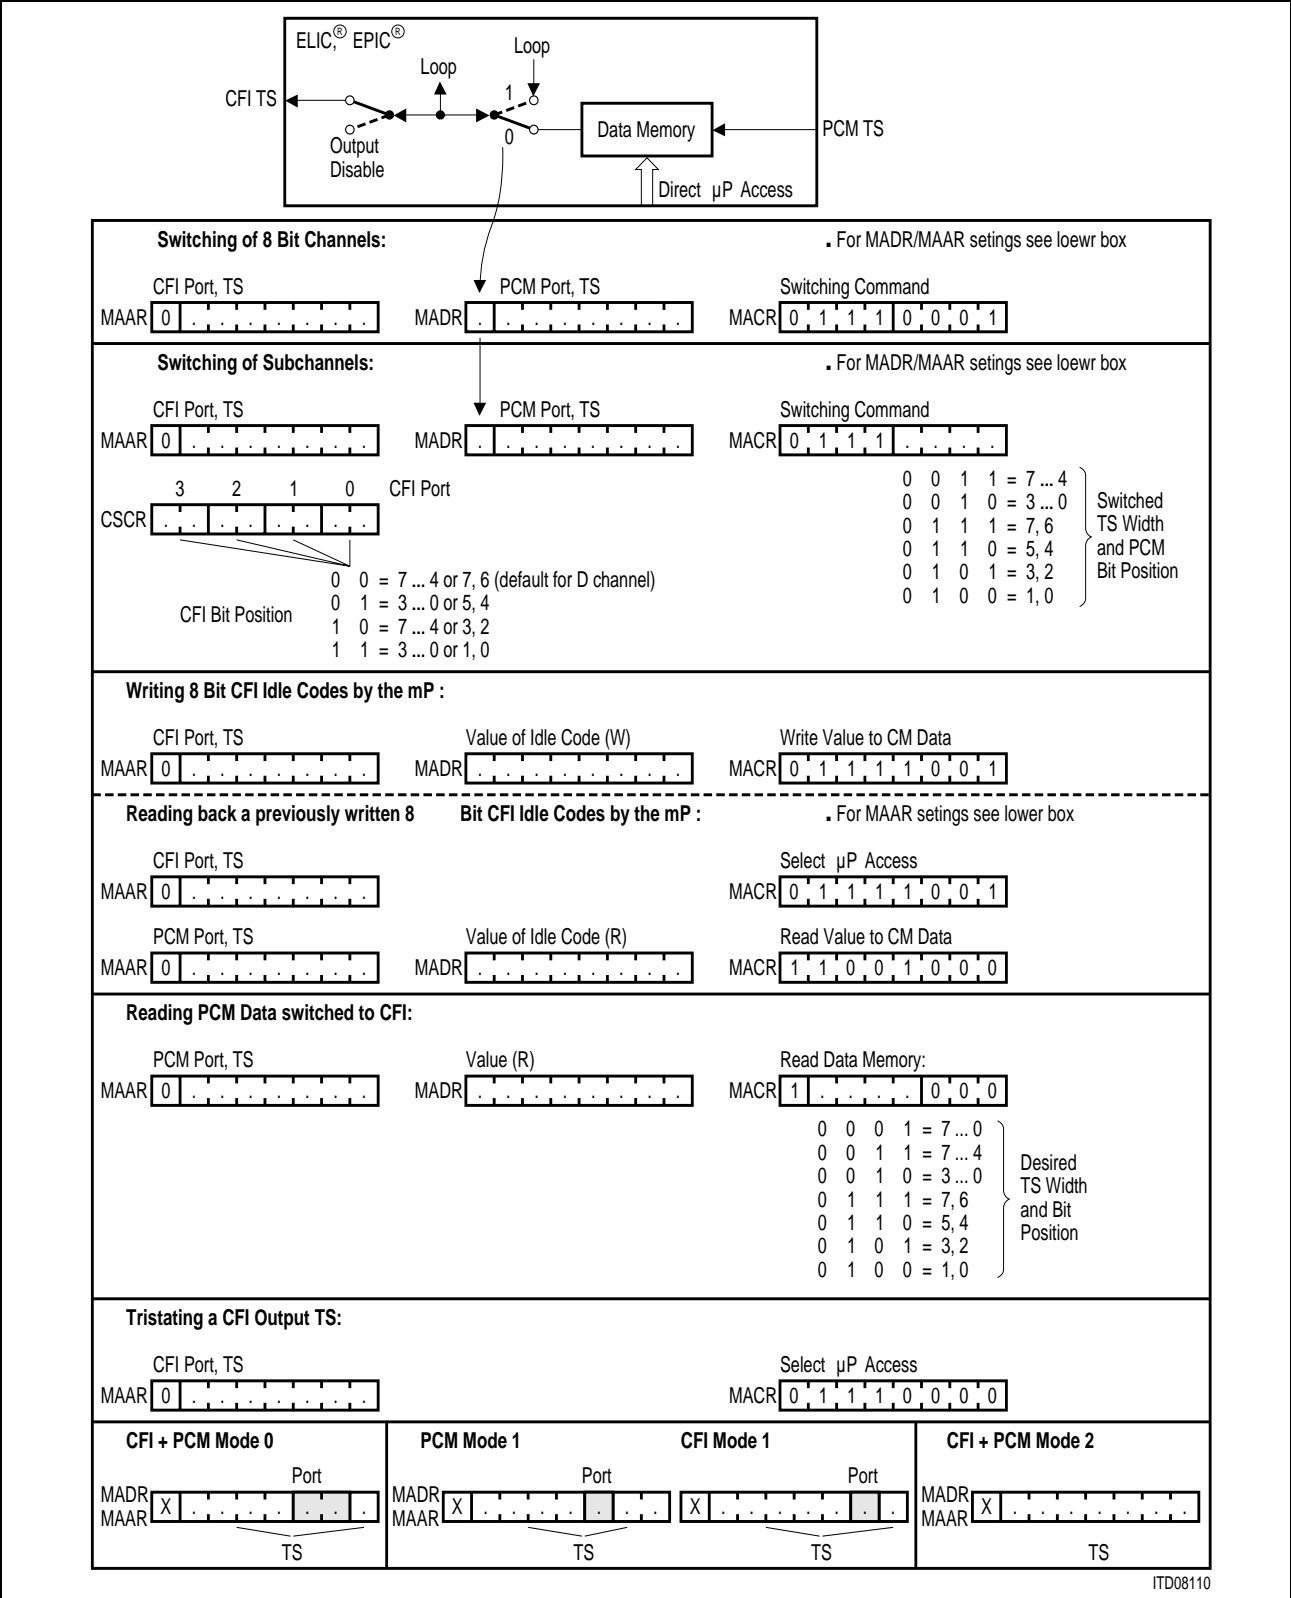 ELIC,® EPIC®
Loop
Loop
CFI TS
1
0
Output
Disable
Data Memory
PCM TS
Direct µP Access
Switching of 8 Bit Channels:
. For MADR/MAAR setings see loewr box
CFI Port, TS
PCM Port, TS
Switching Command
MAAR 0 . . . . . . .
MADR . . . . . . . .
MACR 0 1 1 1 0 0 0 1
Switching of Subchannels:
. For MADR/MAAR setings see loewr box
CFI Port, TS
PCM Port, TS
Switching Command
MAAR 0 . . . . . . .
MADR . . . . . . . .
MACR 0 1 1 1 . . . .
3 2 1 0 CFI Port
CSCR . . . . . . . .
0 0 = 7 ... 4 or 7, 6 (default for D channel)
0 1 = 3 ... 0 or 5, 4
1 0 = 7 ... 4 or 3, 2
1 1 = 3 ... 0 or 1, 0
CFI Bit Position
0 0 1 1 = 7 ... 4
0 0 1 0 = 3 ... 0
0 1 1 1 = 7, 6
0 1 1 0 = 5, 4
0 1 0 1 = 3, 2
0 1 0 0 = 1, 0
Switched
TS Width
and PCM
Bit Position
Writing 8 Bit CFI Idle Codes by the mP :
CFI Port, TS
Value of Idle Code (W)
Write Value to CM Data
MAAR 0 . . . . . . .
MADR . . . . . . . .
MACR 0 1 1 1 1 0 0 1
Reading back a previously written 8 Bit CFI Idle Codes by the mP :
. For MAAR setings see lower box
CFI Port, TS
Select µP Access
MAAR 0 . . . . . . .
MACR 0 1 1 1 1 0 0 1
PCM Port, TS
Value of Idle Code (R)
Read Value to CM Data
MAAR 0 . . . . . . .
MADR . . . . . . . .
MACR 1 1 0 0 1 0 0 0
Reading PCM Data switched to CFI:
PCM Port, TS
Value (R)
Read Data Memory:
MAAR 0 . . . . . . .
MADR . . . . . . . .
MACR 1 . . . . 0 0 0
0 0 0 1 = 7 ... 0
0 0 1 1 = 7 ... 4
0 0 1 0 = 3 ... 0
0 1 1 1 = 7, 6
0 1 1 0 = 5, 4
0 1 0 1 = 3, 2
0 1 0 0 = 1, 0
Desired
TS Width
and Bit
Position
Tristating a CFI Output TS:
CFI Port, TS
Select µP Access
MAAR 0 . . . . . . .
MACR 0 1 1 1 0 0 0 0
CFI + PCM Mode 0
Port
MADR
MAAR X . . . . . . .
TS
PCM Mode 1
Port
MADR
MAAR X . . . . . . .
TS
CFI Mode 1
Port
X . . . . . . .
TS
CFI + PCM Mode 2
MADR
MAAR X . . . . . . .
TS
ITD08110